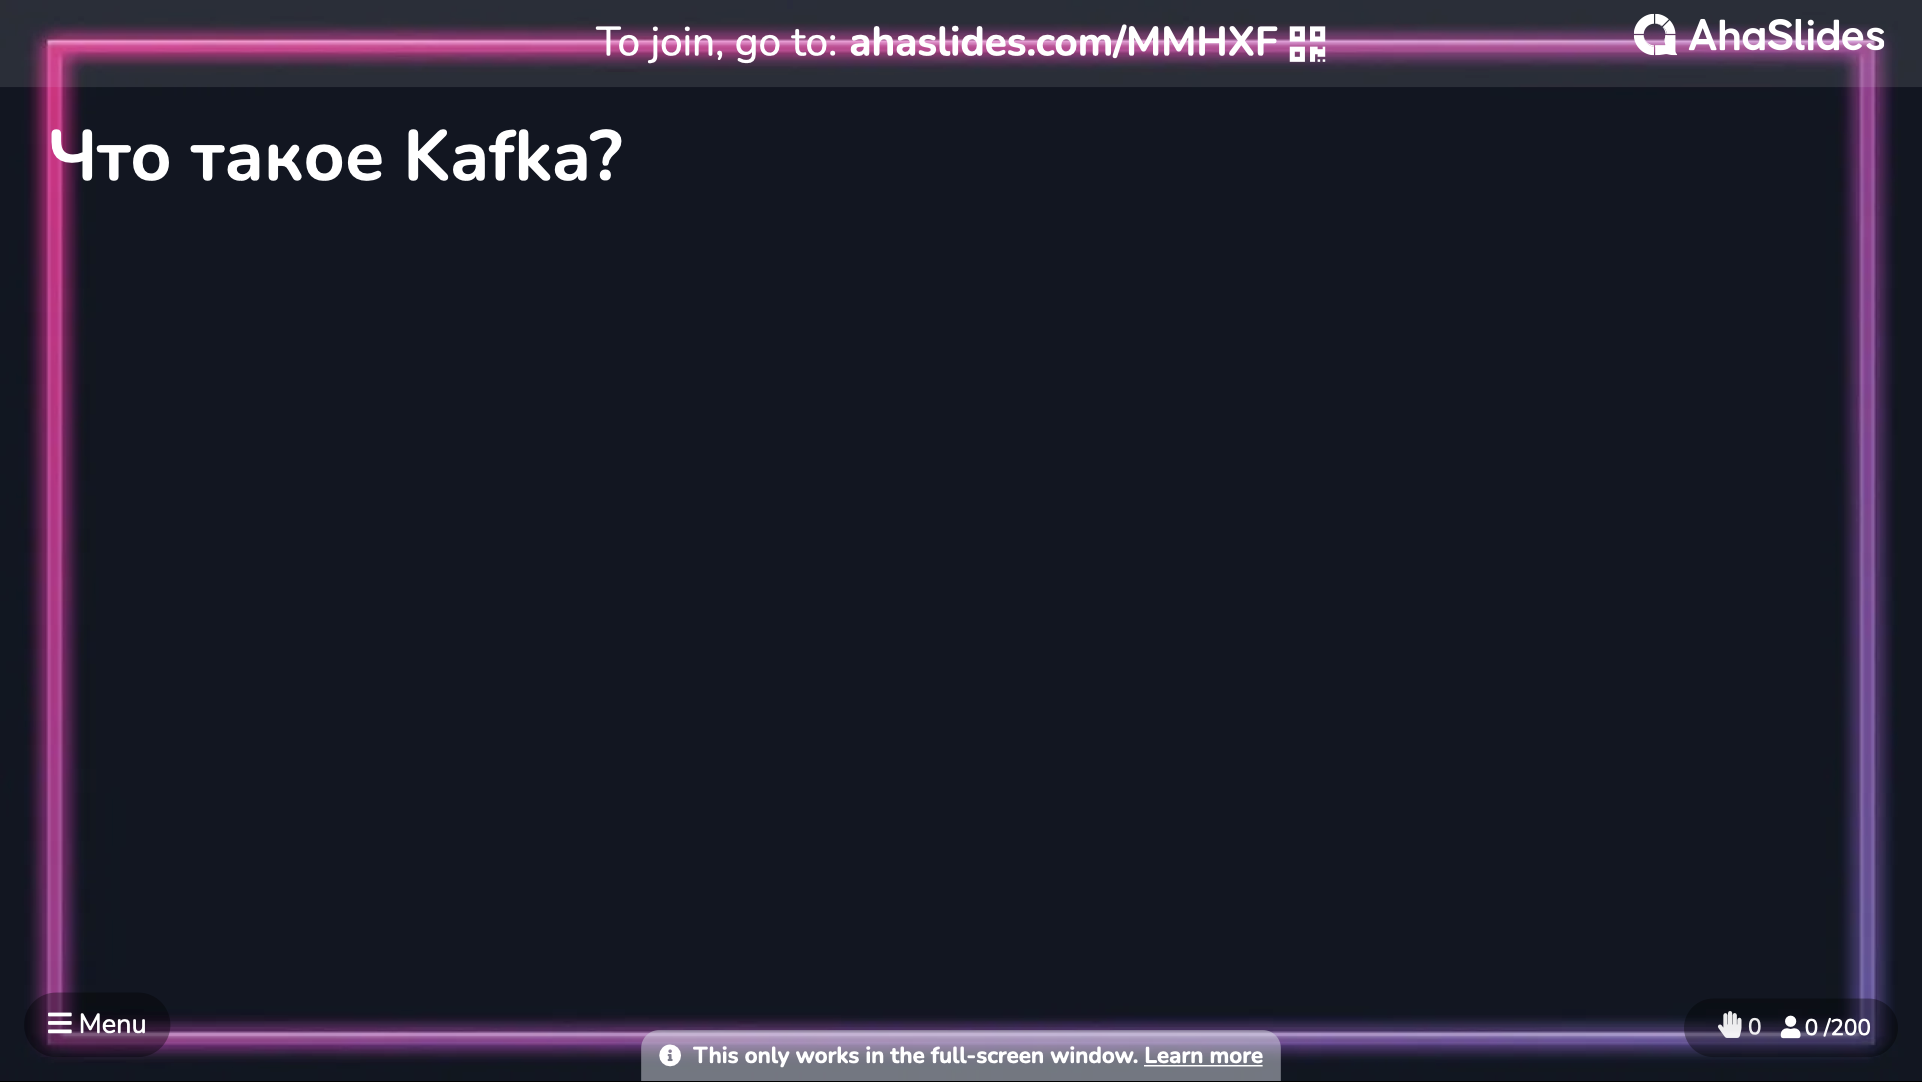 To join, go to: ahaslides.com/MMHXF
AhaSlides
Что такое Kafka?
Menu
This only works in the full-screen window. Learn more
0 0 /200